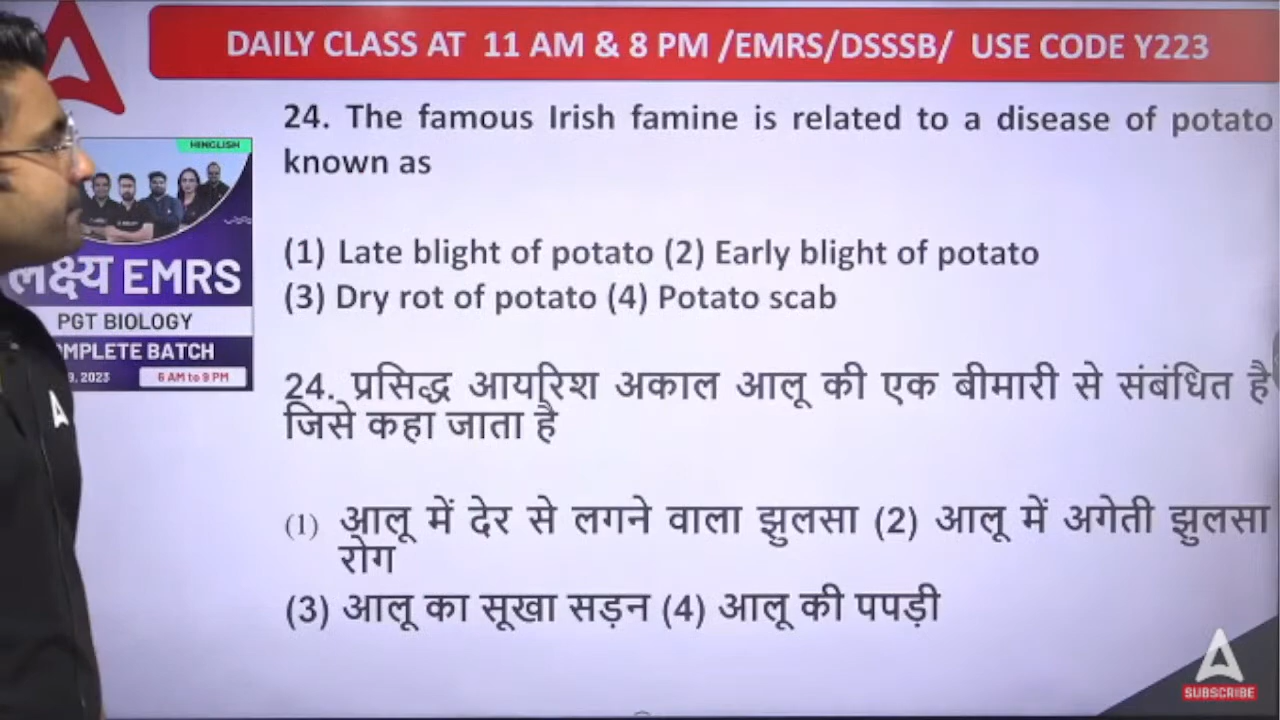 DAILY CLASS AT 11 AM & 8 PM /EMRS/DSSSB/ USE CODE Y223
24. The famous Irish famine is related to a disease of potato
known as
(1) Late blight of potato (2) Early blight of potato
(3) Dry rot of potato (4) Potato scab
24. प्रसिद्ध आयरिश अकाल आलू की एक बीमारी से संबंधित है
जिसे कहा जाता है
(1) आलू में देर से लगने वाला झुलसा (2) आलू में अगेती झुलसा
रोग
(3) आलू का सूखा सड़न (4) आलू की पपड़ी
HINGLISH
लक्ष्य EMRS
PGT BIOLOGY
BATCH
2023
6 AM to 9 PM
SUBSCRIBE